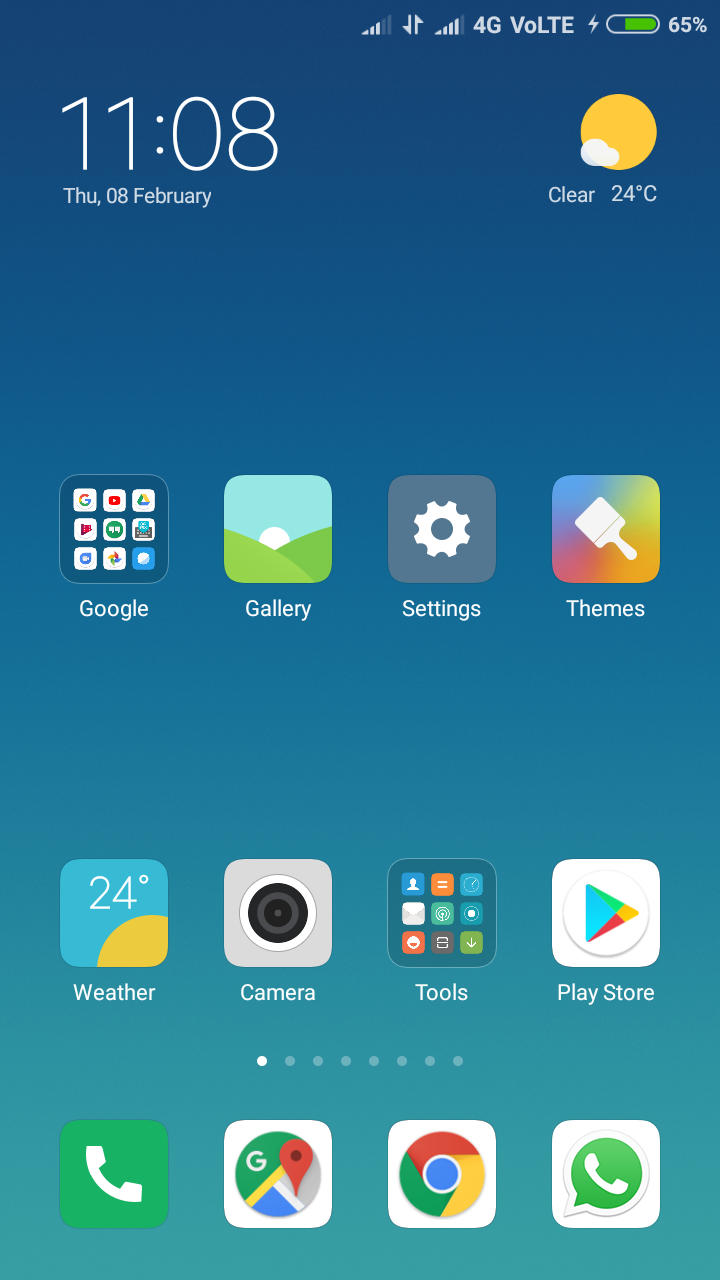 4G VoLTE 65%
11:08
Thu, 08 February
Clear 24°C
Google Gallery Settings Themes
24°
Weather Camera Tools Play Store
G